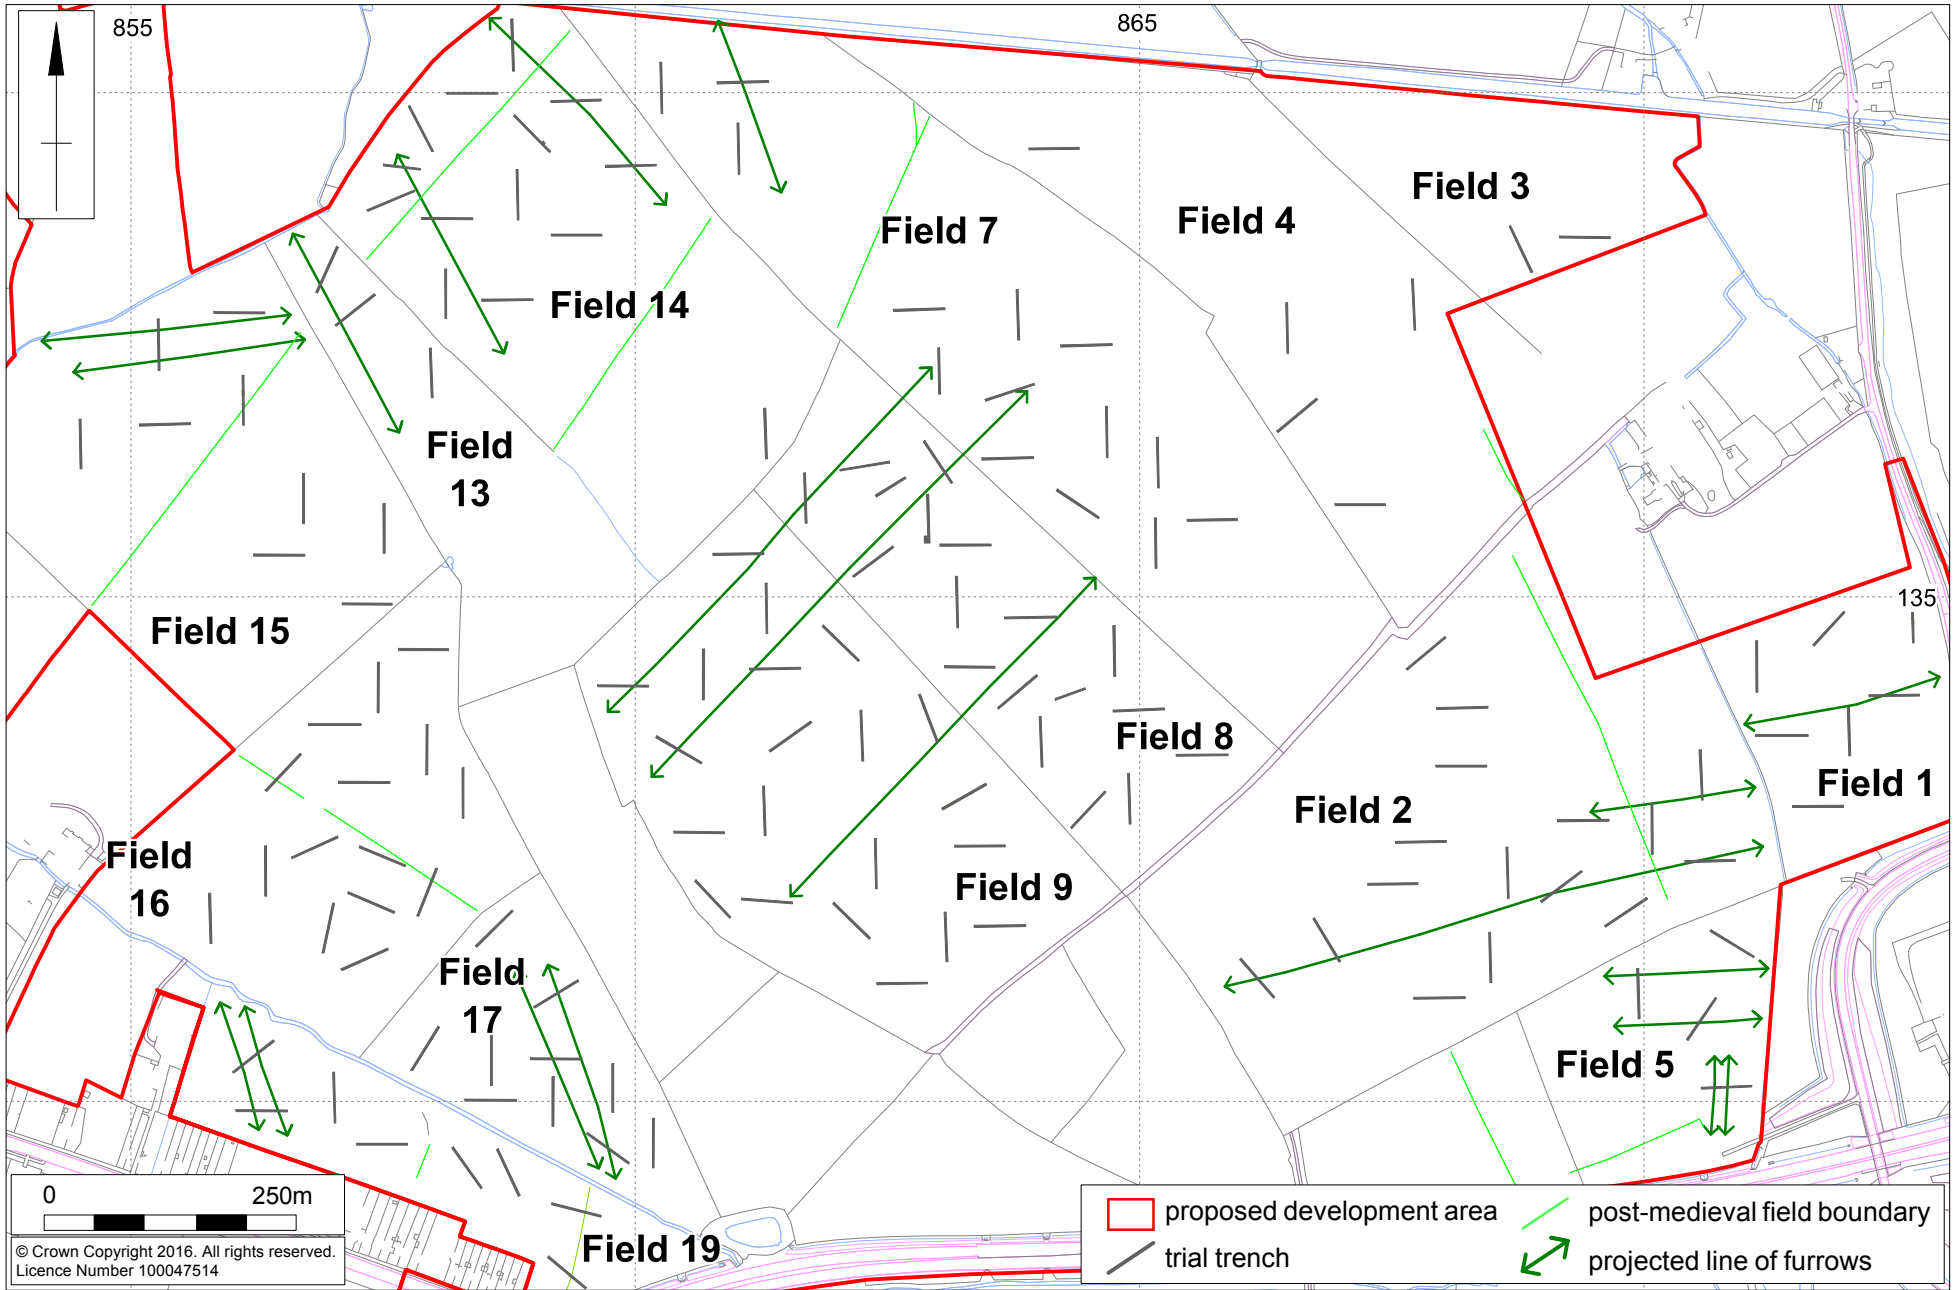 855
865
Field 3
Field 4
Field 7
Field 14
Field
13
135
Field 15
Field 8
Field 1
Field 2
Field
16
Field 9
Field
17
Field 5
Field 19
0 250m
© Crown Copyright 2016. All rights reserved.
Licence Number 100047514
proposed development area
post-medieval field boundary
trial trench
projected line of furrows